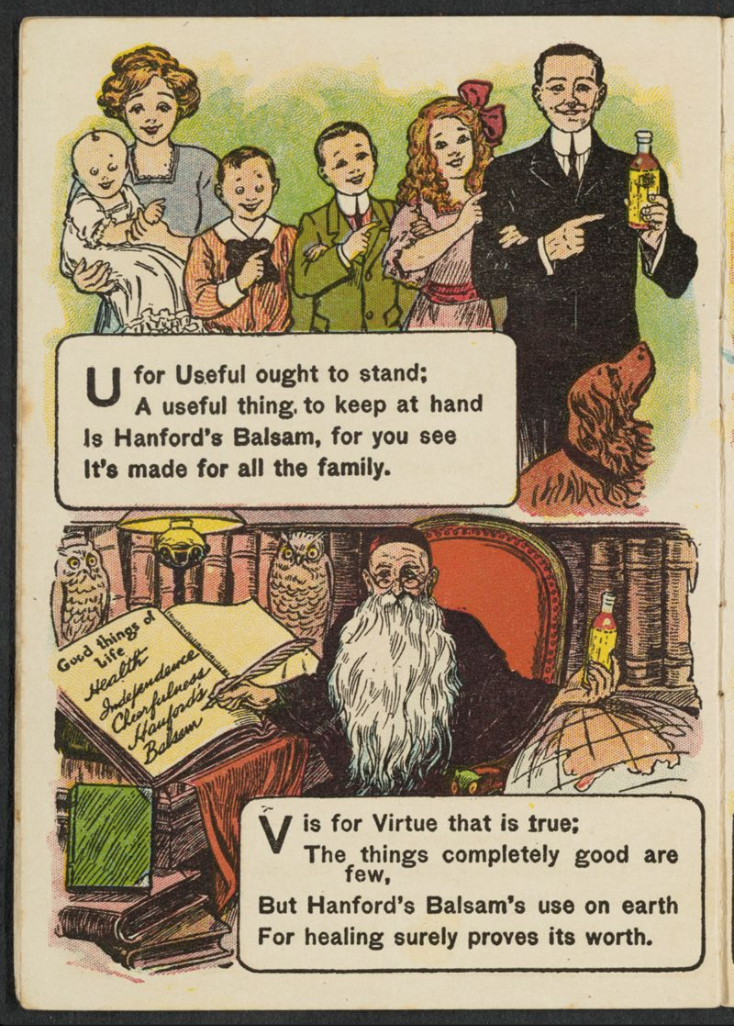 U for Useful ought to stand;
A useful thing, to keep at hand
Is Hanford's Balsam, for you see
It's made for all the family.
Good things of
Life
Health
Independence
Cheerfulness
Hanford's
Balsam
V is for Virtue that is true;
The things completely good are
few,
But Hanford's Balsam's use on earth
For healing surely proves its worth.